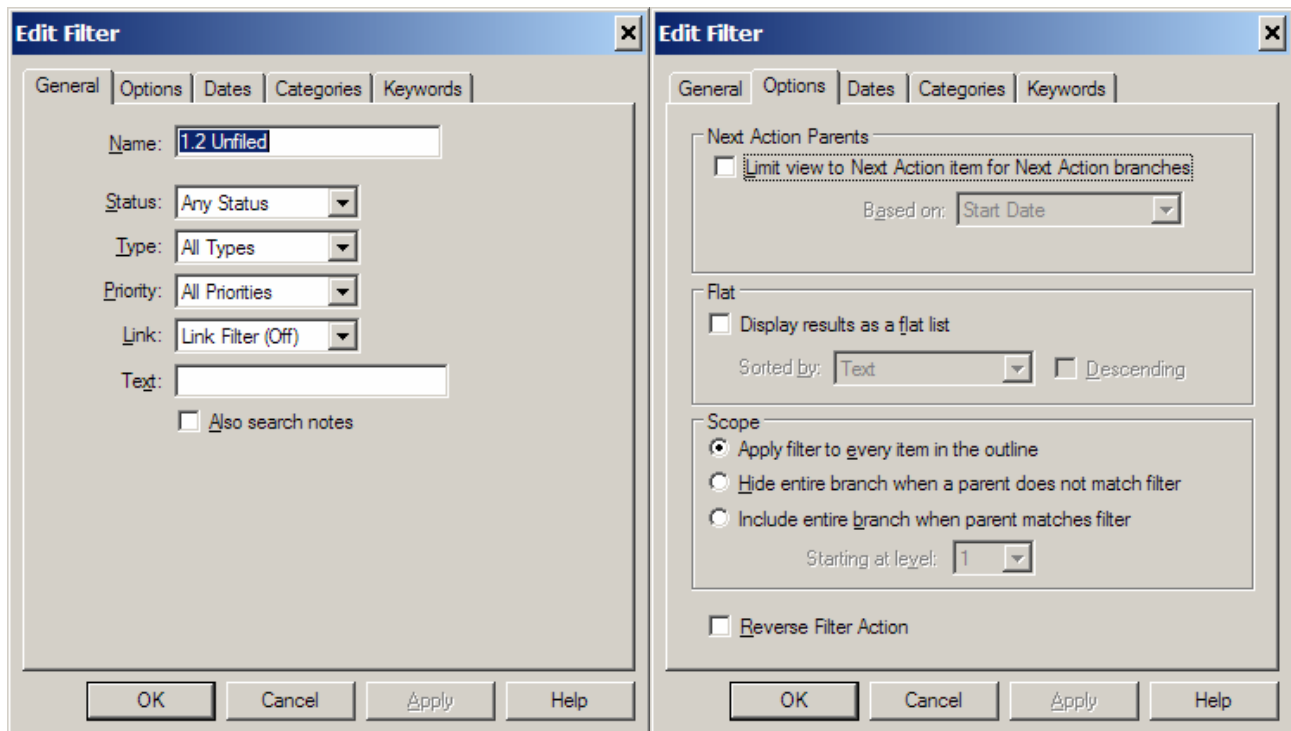 Edit Filter
General Options Dates Categories Keywords
Name: 1.2 Unfiled
Status: Any Status
Type: All Types
Priority: All Priorities
Link: Link Filter (Off)
Text:
Also search notes
OK Cancel Apply Help
Edit Filter
General Options Dates Categories Keywords
Next Action Parents
Limit view to Next Action item for Next Action branches
Based on: Start Date
Flat
Display results as a flat list
Sorted by: Text Descending
Scope
Apply filter to every item in the outline
Hide entire branch when a parent does not match filter
Include entire branch when parent matches filter
Starting at level: 1
Reverse Filter Action
OK Cancel Apply Help